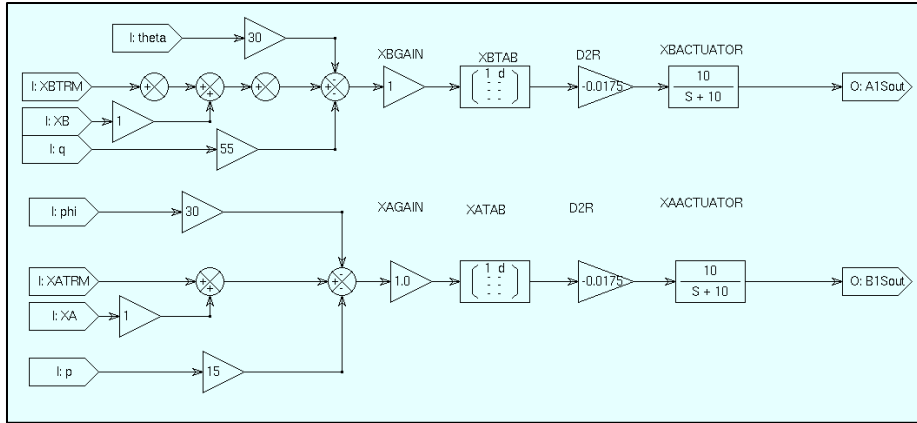 I: theta
30
XBGAIN
XBTAB
D2R
XBACTUATOR
I: XBTRM
+
+
+
+
+
-
-
1
( 1 d )
-0.0175
10
S + 10
O: A1Sout
I: XB
1
I: q
55
I: phi
30
XAGAIN
XATAB
D2R
XAACTUATOR
I: XATRM
+
+
+
-
-
1.0
( 1 d )
-0.0175
10
S + 10
O: B1Sout
I: XA
1
I: p
15